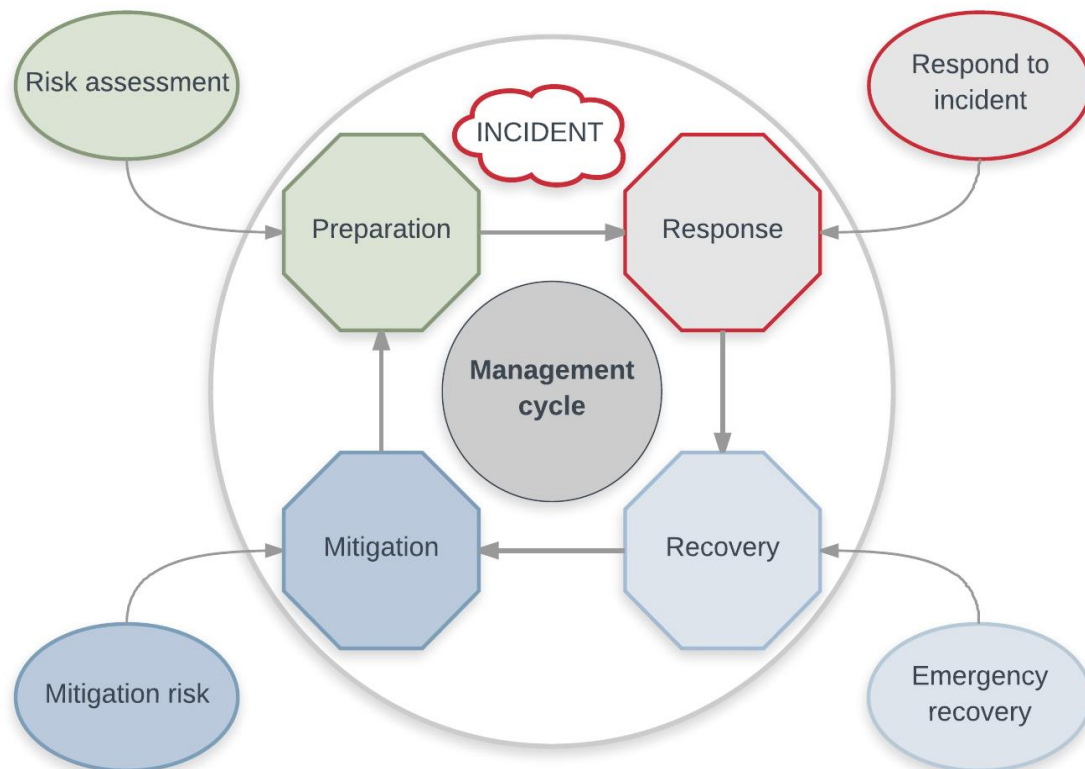 Risk assessment
INCIDENT
Respond to
incident
Preparation
Response
Management
cycle
Mitigation
Recovery
Mitigation risk
Emergency
recovery